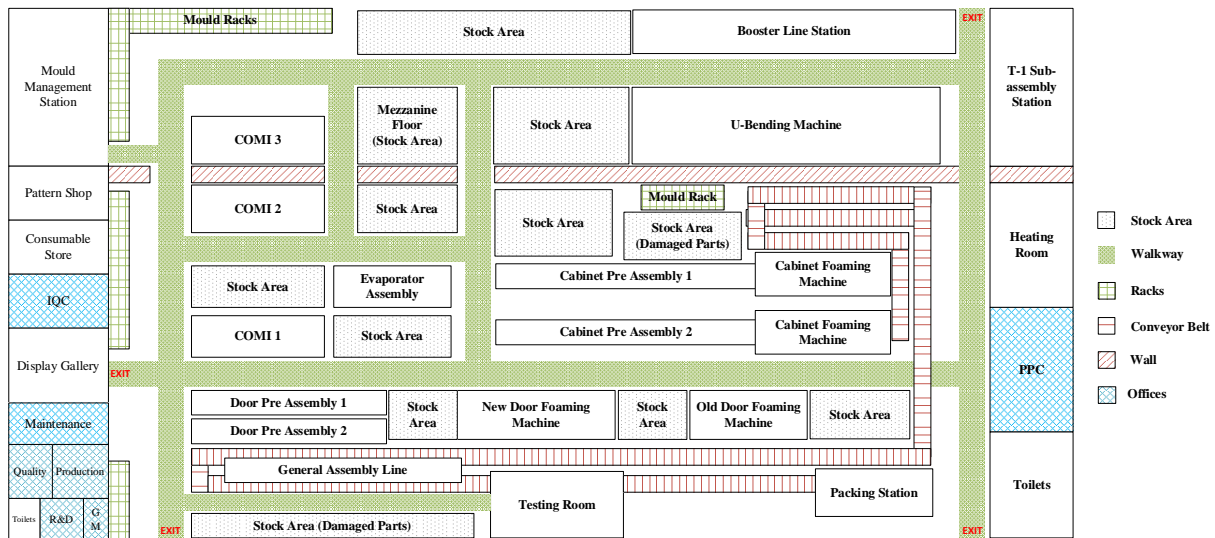 Mould Racks
EXIT
Stock Area
Booster Line Station
Mould
Management
Station
T-1 Sub-
assembly
Station
Mezzanine
Floor
(Stock Area)
Stock Area
U-Bending Machine
COMI 3
Pattern Shop
COMI 2
Stock Area
Stock Area
Mould Rack
Stock Area
(Damaged Parts)
Heating
Room
Consumable
Store
IQC
Stock Area
Evaporator
Assembly
Cabinet Pre Assembly 1
Cabinet Foaming
Machine
COMI 1
Stock Area
Cabinet Pre Assembly 2
Cabinet Foaming
Machine
Display Gallery
EXIT
PPC
Maintenance
Door Pre Assembly 1
Door Pre Assembly 2
Stock
Area
New Door Foaming
Machine
Stock
Area
Old Door Foaming
Machine
Stock Area
Quality
Production
General Assembly Line
Testing Room
Packing Station
Toilets
Toilets
R&D
G
M
EXIT
Stock Area (Damaged Parts)
EXIT
Stock Area
Walkway
Racks
Conveyor Belt
Wall
Offices